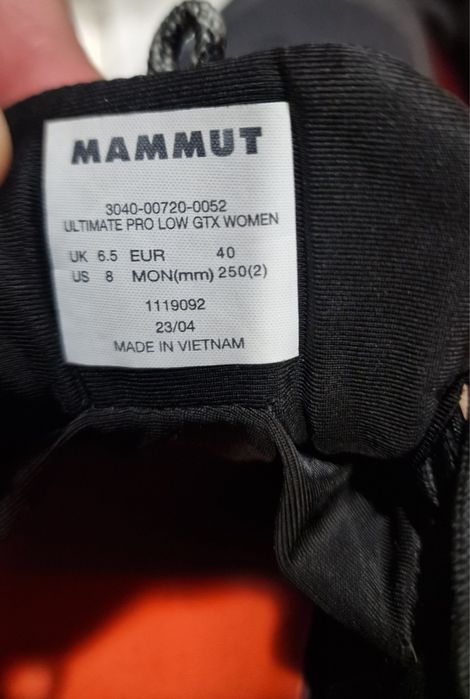 MAMMUT
3040-00720-0052
ULTIMATE PRO LOW GTX WOMEN
UK 6.5 EUR 40
US 8 MON(mm) 250(2)
1119092
23/04
MADE IN VIETNAM